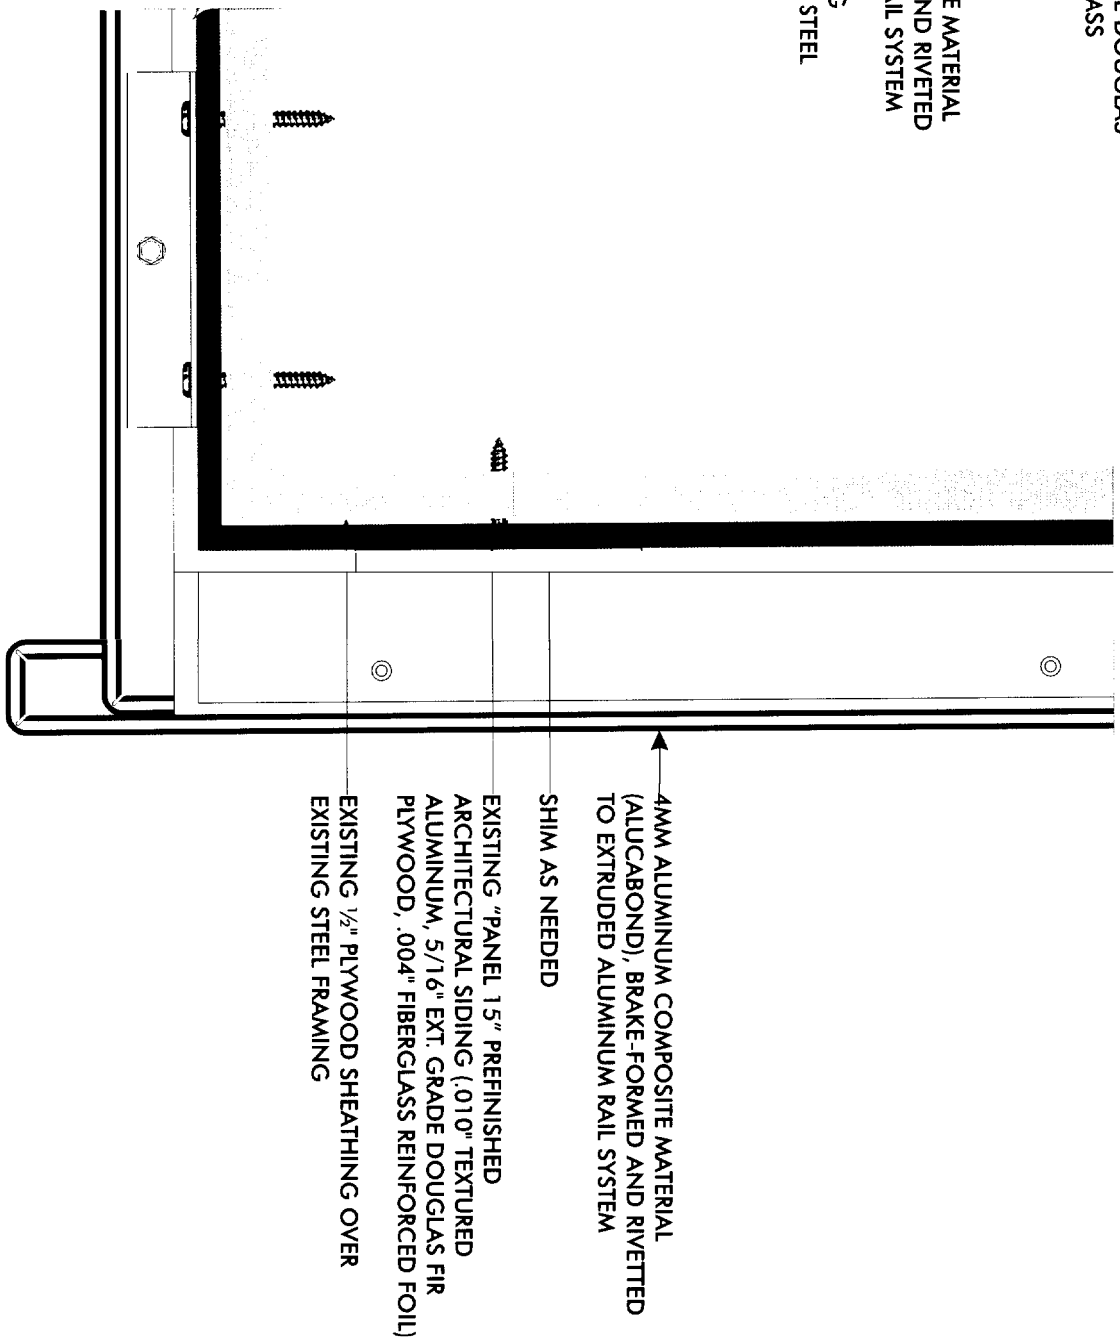 ASS
E MATERIAL
ND RIVETED
AIL SYSTEM
G
STEEL
4MM ALUMINUM COMPOSITE MATERIAL
(ALUCABOND), BRAKE-FORMED AND RIVETTED
TO EXTRUDED ALUMINUM RAIL SYSTEM
SHIM AS NEEDED
EXISTING "PANEL 15" PREFINISHED
ARCHITECTURAL SIDING (.010" TEXTURED
ALUMINUM, 5/16" EXT. GRADE DOUGLAS FIR
PLYWOOD, .004" FIBERGLASS REINFORCED FOIL)
EXISTING ½" PLYWOOD SHEATHING OVER
EXISTING STEEL FRAMING